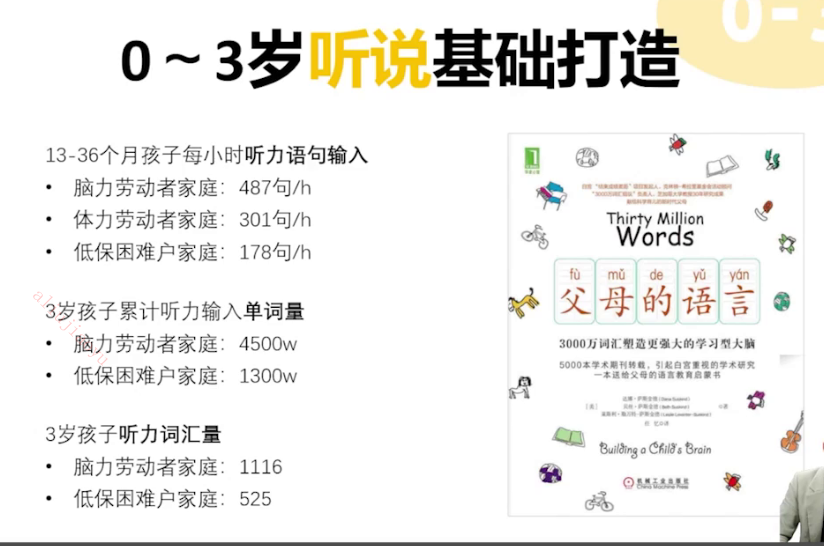 0-3
0～3岁听说基础打造
13-36个月孩子每小时听力语句输入
• 脑力劳动者家庭：487句/h
• 体力劳动者家庭：301句/h
• 低保困难户家庭：178句/h
3岁孩子累计听力输入单词量
• 脑力劳动者家庭：4500w
• 低保困难户家庭：1300w
3岁孩子听力词汇量
• 脑力劳动者家庭：1116
• 低保困难户家庭：525
Thirty Million
Words
fù mǔ de yǔ yán
父母的语言
3000万词汇塑造更强大的学习型大脑
5000本学术期刊转载，引起白宫重视的学术研究
一本送给父母的语言教育启蒙书
Building a Child's Brain
机械工业出版社
China Machine Press